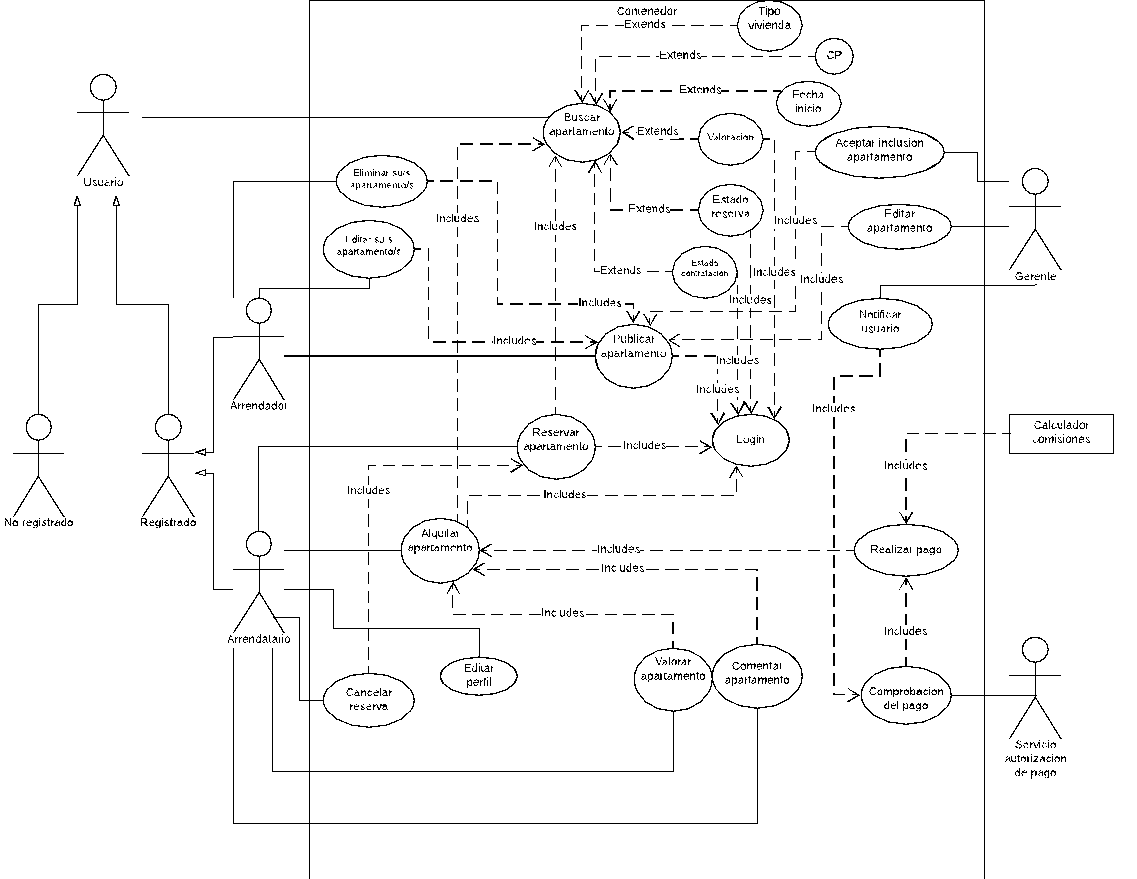 Contenedor
Tipo
vivienda
Extends
Extends
CP
Extends
Fecha
inicio
Buscar
apartamento
Extends
Valoracion
Aceptar inclusion
apartamento
Usuario
Eliminar su/s
apartamento/s
Includes
Includes
Extends
Estado
reserva
Includes
Editar
apartamento
Editar su/s
apartamento/s
Extends
Estado
contratación
Includes
Includes
Gerente
Includes
Includes
Notificar
usuario
Includes
Publicar
apartamento
Includes
Arrendador
Includes
Includes
Reservar
apartamento
Includes
Login
Calculador
comisiones
No registrado
Registrado
Includes
Includes
Includes
Alquilar
apartamento
Includes
Realizar pago
Includes
Arrendatario
Includes
Includes
Editar
perfil
Valorar
apartamento
Comentar
apartamento
Cancelar
reserva
Comprobacion
del pago
Servicio
autorizacion
de pago